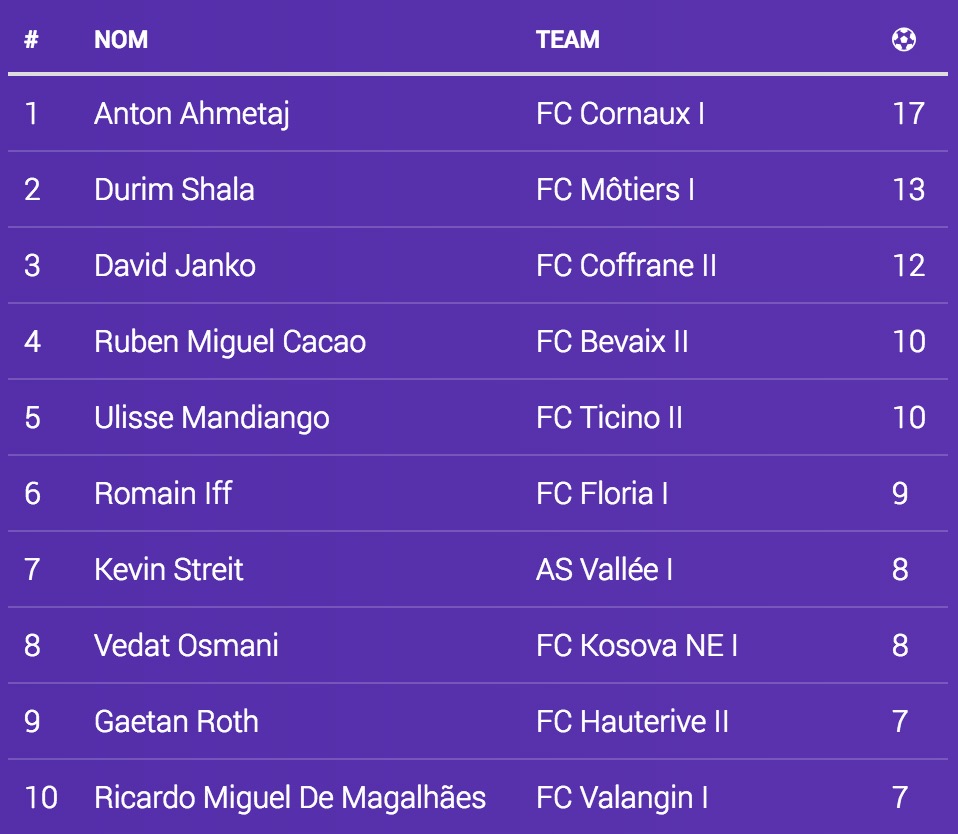 # NOM TEAM ⚽
1 Anton Ahmetaj FC Cornaux I 17
2 Durim Shala FC Môtiers I 13
3 David Janko FC Coffrane II 12
4 Ruben Miguel Cacao FC Bevaix II 10
5 Ulisse Mandiango FC Ticino II 10
6 Romain Iff FC Floria I 9
7 Kevin Streit AS Vallée I 8
8 Vedat Osmani FC Kosova NE I 8
9 Gaetan Roth FC Hauterive II 7
10 Ricardo Miguel De Magalhães FC Valangin I 7